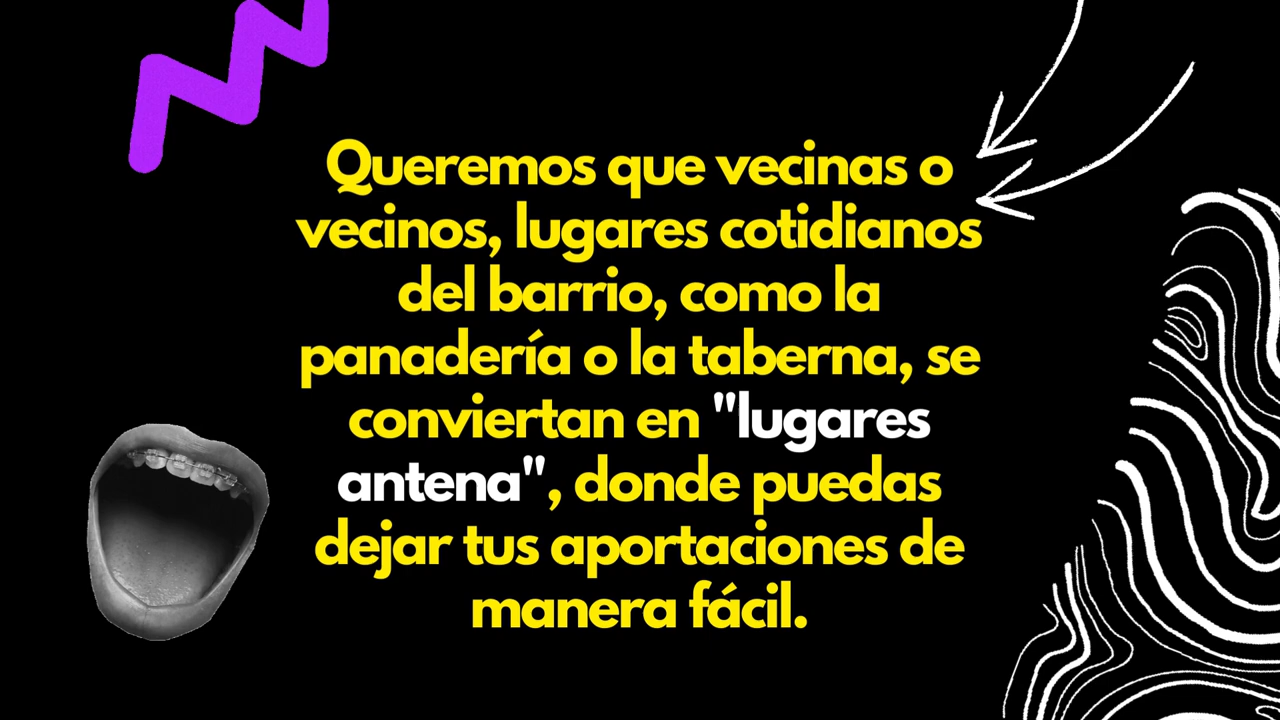 Queremos que vecinas o
vecinos, lugares cotidianos
del barrio, como la
panadería o la taberna, se
conviertan en "lugares
antena", donde puedas
dejar tus aportaciones de
manera fácil.